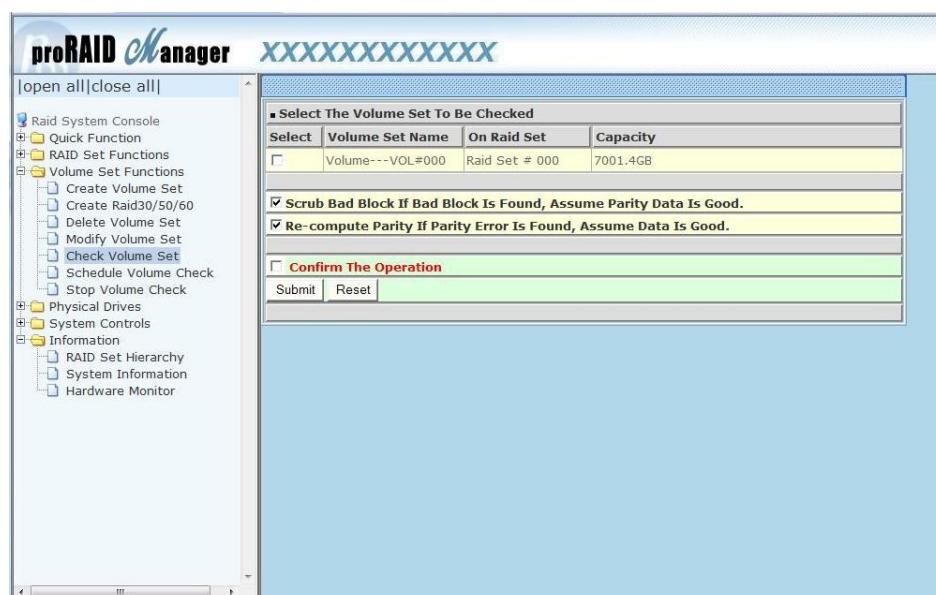 proRAID Manager XXXXXXXXXXXX
|open all|close all|
Raid System Console
Quick Function
RAID Set Functions
Volume Set Functions
Create Volume Set
Create Raid30/50/60
Delete Volume Set
Modify Volume Set
Check Volume Set
Schedule Volume Check
Stop Volume Check
Physical Drives
System Controls
Information
RAID Set Hierarchy
System Information
Hardware Monitor
Select The Volume Set To Be Checked
Select Volume Set Name On Raid Set Capacity
Volume---VOL#000 Raid Set # 000 7001.4GB
Scrub Bad Block If Bad Block Is Found, Assume Parity Data Is Good.
Re-compute Parity If Parity Error Is Found, Assume Data Is Good.
Confirm The Operation
Submit Reset